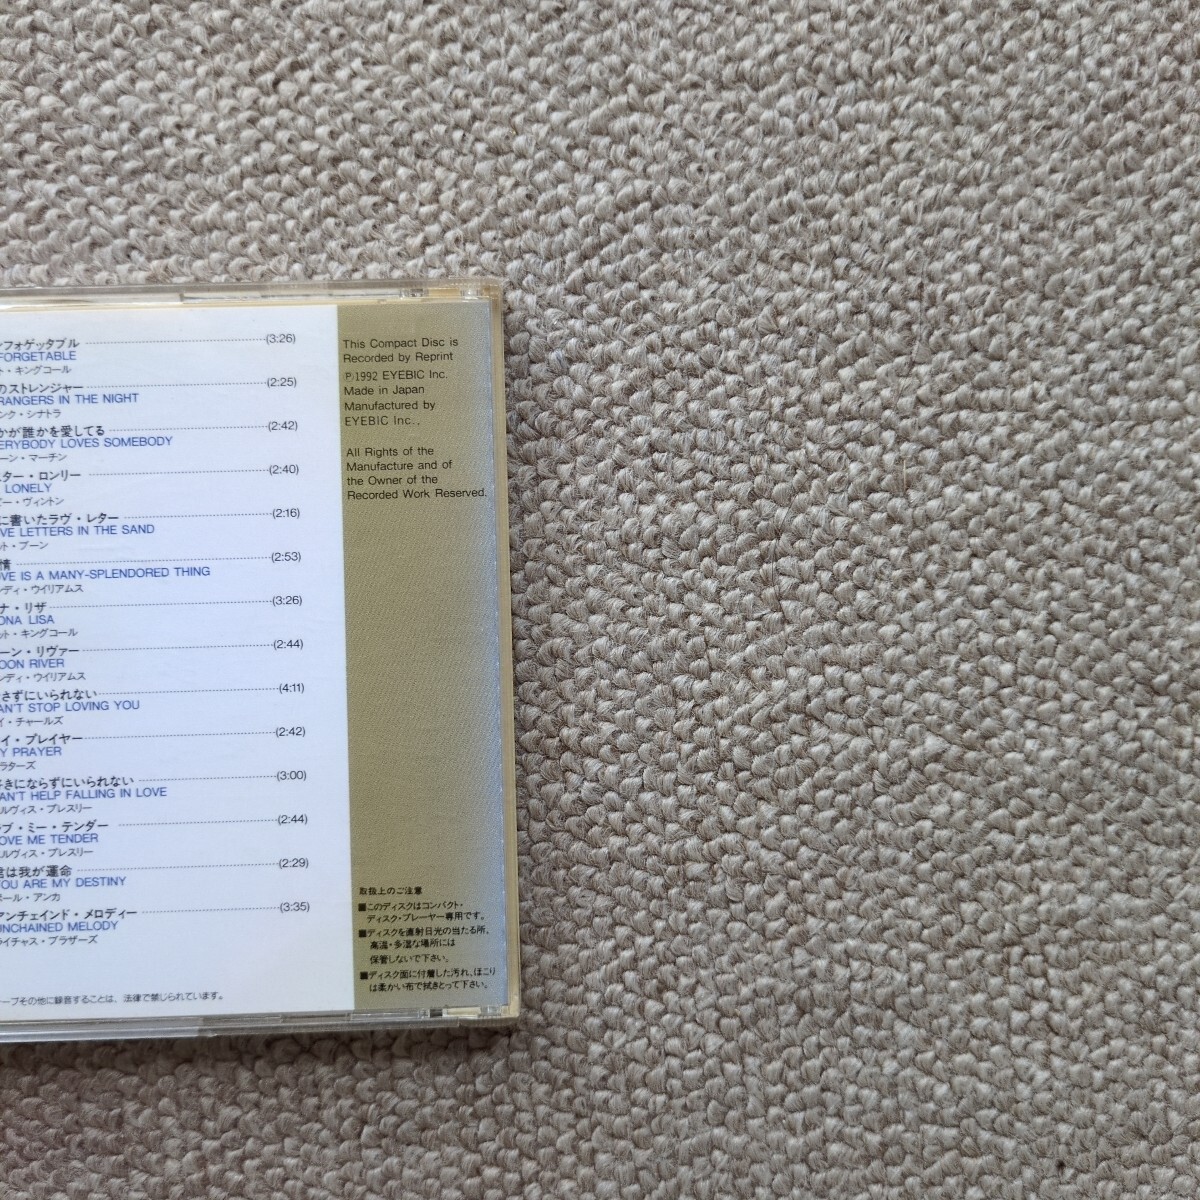 ンフォゲッタブル (3:26)
FORGETABLE
ト・キングコール
のストレンジャー (2:25)
RANGERS IN THE NIGHT
ンク・シナトラ
かが誰かを愛してる (2:42)
ERYBODY LOVES SOMEBODY
ーン・マーチン
スター・ロンリー (2:40)
LONELY
ビー・ヴィントン
に書いたラヴ・レター (2:16)
VE LETTERS IN THE SAND
ット・ブーン
情 (2:53)
OVE IS A MANY-SPLENDORED THING
ンディ・ウイリアムス
ナ・リザ (3:26)
ONA LISA
ット・キングコール
ーン・リヴァー (2:44)
OON RIVER
ンディ・ウイリアムス
さずにいられない (4:11)
AN'T STOP LOVING YOU
イ・チャールズ
イ・プレイヤー (2:42)
Y PRAYER
ラターズ
好きにならずにいられない (3:00)
AN'T HELP FALLING IN LOVE
ルヴィス・プレスリー
ブ・ミー・テンダー (2:44)
OVE ME TENDER
ルヴィス・プレスリー
君は我が運命 (2:29)
YOU ARE MY DESTINY
ポール・アンカ
アンチェインド・メロディー (3:35)
UNCHAINED MELODY
ライチャス・ブラザーズ
ープその他に録音することは、法律で禁じられています。
This Compact Disc is
Recorded by Reprint
Ⓟ1992 EYEBIC Inc.
Made in Japan
Manufactured by
EYEBIC Inc.,
All Rights of the
Manufacture and of
the Owner of the
Recorded Work Reserved.
取扱上のご注意
■このディスクはコンパクト・
ディスク・プレーヤー専用です。
■ディスクを直射日光の当たる所、
高温・多湿な場所には
保管しないで下さい。
■ディスク面に付着した汚れ、ほこり
は柔かい布で拭きとって下さい。